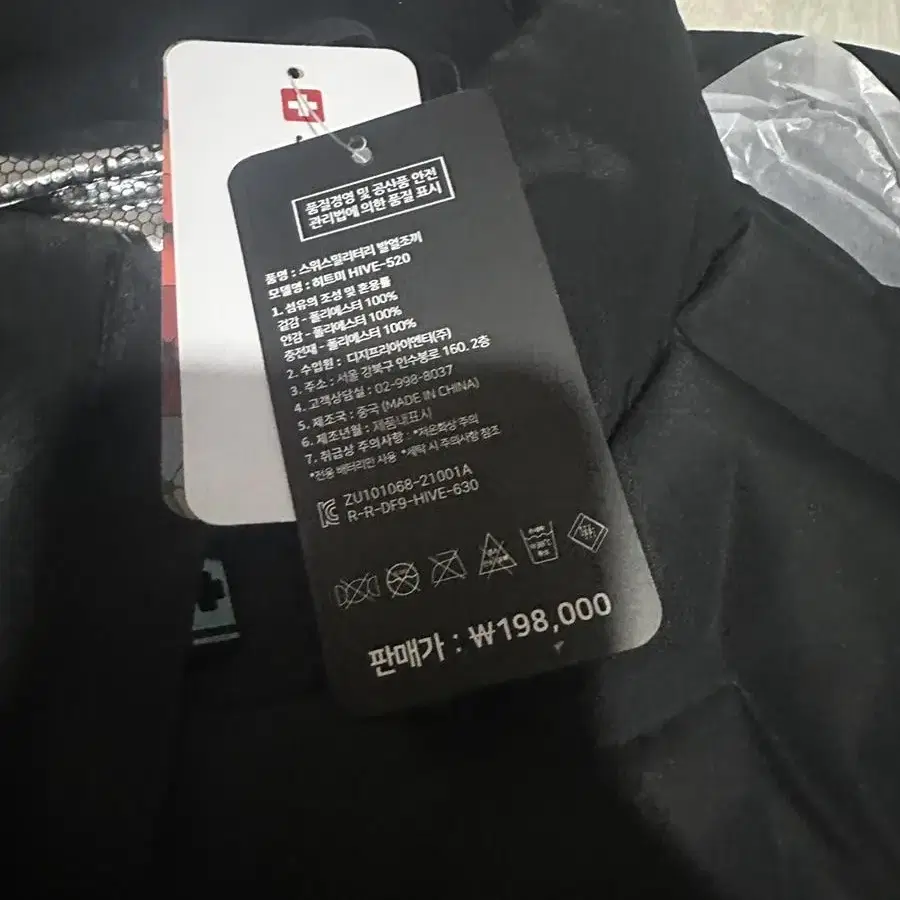 품질경영 및 공산품 안전
관리법에 의한 품질 표시
품명 : 스위스밀리터리 발열조끼
모델명 : 히트미 HIVE-520
1. 섬유의 조성 및 혼용률
겉감 - 폴리에스터 100%
안감 - 폴리에스터 100%
충전재 - 폴리에스터 100%
2. 수입원 : 디지프리아이엔티(주)
3. 주소 : 서울 강북구 인수봉로 160. 2층
4. 고객상담실 : 02-998-8037
5. 제조국 : 중국 (MADE IN CHINA)
6. 제조년월 : 제품내표시
7. 취급상 주의사항 : *저온화상 주의
*전용 배터리만 사용 *세탁 시 주의사항 참조
ZU101068-21001A
R-R-DF9-HIVE-630
판매가 : ₩198,000